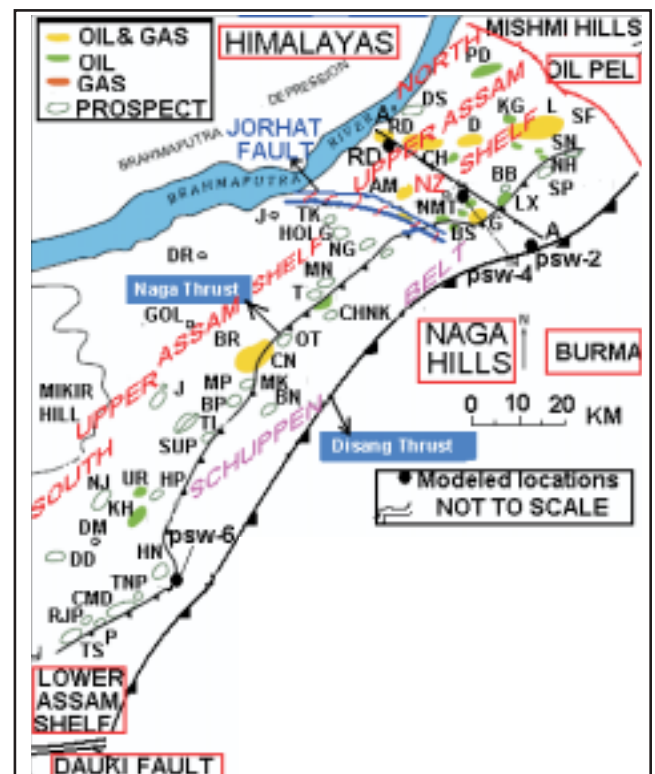 OIL& GAS
OIL
GAS
PROSPECT
HIMALAYAS
MISHMI HILLS
OIL PEL
BRAHMAPUTRA DEPRESSION
BRAHMAPUTRA RIVER
JORHAT
FAULT
NORTH
UPPER ASSAM
SHELF
PD
DS
A
RD
RD
KG
L
SF
D
CH
SN
NH
BB
SP
AM
NZ
NMT
LX
DS
G
A
psw-4
psw-2
J
TK
HOLG
NG
DR
MN
T
CHNK
Naga Thrust
GOL
OT
BR
CN
SOUTH UPPER ASSAM SHELF
SCHUPPEN BELT
NAGA
HILLS
N
BURMA
0 10 20 KM
MIKIR
HILL
J
MP
MK
BP
BN
TI
SUP
Disang Thrust
Modeled locations
NOT TO SCALE
NJ
UR
HP
KH
DM
psw-6
DD
HN
TNP
CMD
RJP
P
TS
LOWER
ASSAM
SHELF
DAUKI FAULT